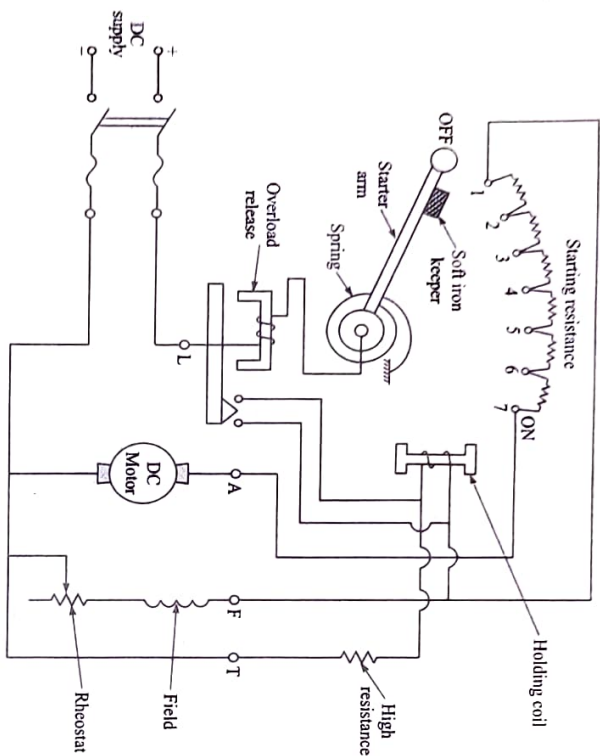 DC
supply
+
−
OFF
1
2
3
4
5
6
7
ON
Starting resistance
Starter
arm
Soft iron
keeper
Spring
Overload
release
L
Holding coil
DC
Motor
A
F
T
High
resistance
Field
Rheostat